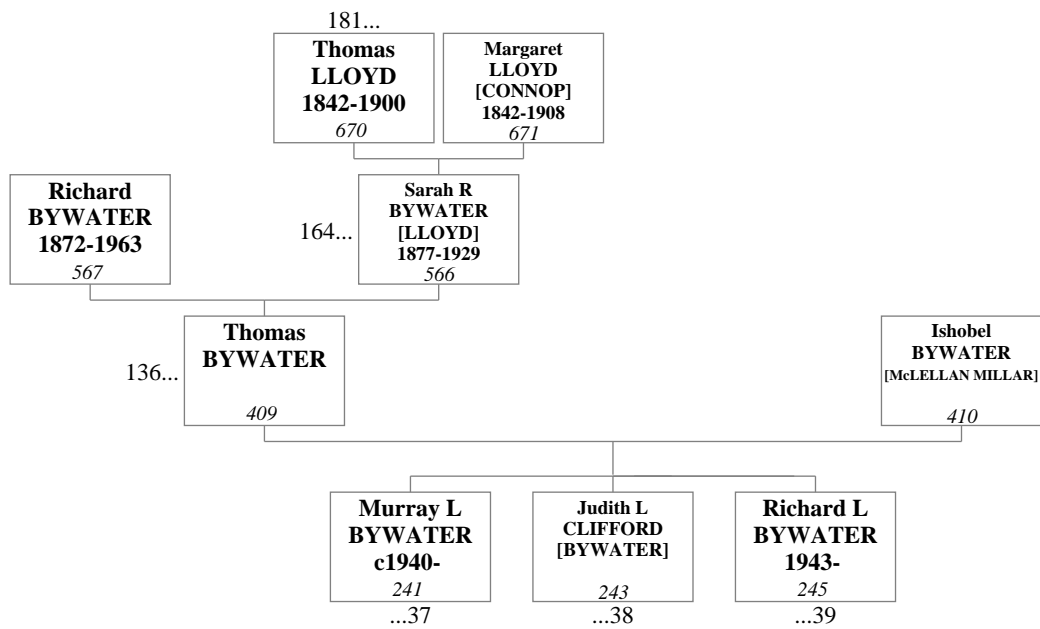 181...
Thomas
LLOYD
1842-1900
670
Margaret
LLOYD
[CONNOP]
1842-1908
671
Richard
BYWATER
1872-1963
567
164...
Sarah R
BYWATER
[LLOYD]
1877-1929
566
136...
Thomas
BYWATER
409
Ishobel
BYWATER
[McLELLAN MILLAR]
410
Murray L
BYWATER
c1940-
241
...37
Judith L
CLIFFORD
[BYWATER]
243
...38
Richard L
BYWATER
1943-
245
...39